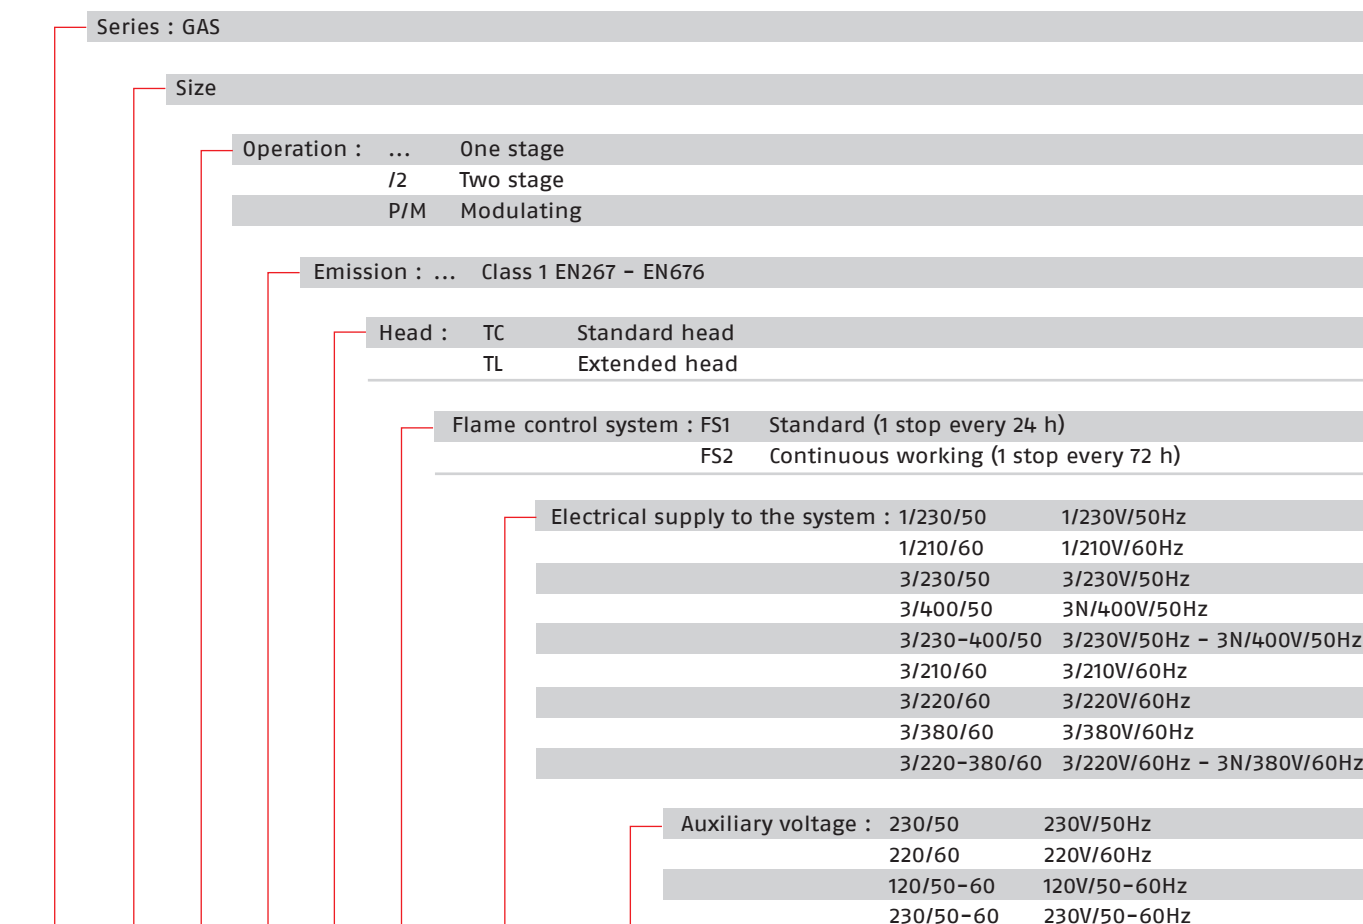 Series : GAS
Size
Operation : ... One stage
/2 Two stage
P/M Modulating
Emission : ... Class 1 EN267 - EN676
Head : TC Standard head
TL Extended head
Flame control system : FS1 Standard (1 stop every 24 h)
FS2 Continuous working (1 stop every 72 h)
Electrical supply to the system : 1/230/50 1/230V/50Hz
1/210/60 1/210V/60Hz
3/230/50 3/230V/50Hz
3/400/50 3N/400V/50Hz
3/230-400/50 3/230V/50Hz - 3N/400V/50Hz
3/210/60 3/210V/60Hz
3/220/60 3/220V/60Hz
3/380/60 3/380V/60Hz
3/220-380/60 3/220V/60Hz - 3N/380V/60Hz
Auxiliary voltage : 230/50 230V/50Hz
220/60 220V/60Hz
120/50-60 120V/50-60Hz
230/50-60 230V/50-60Hz